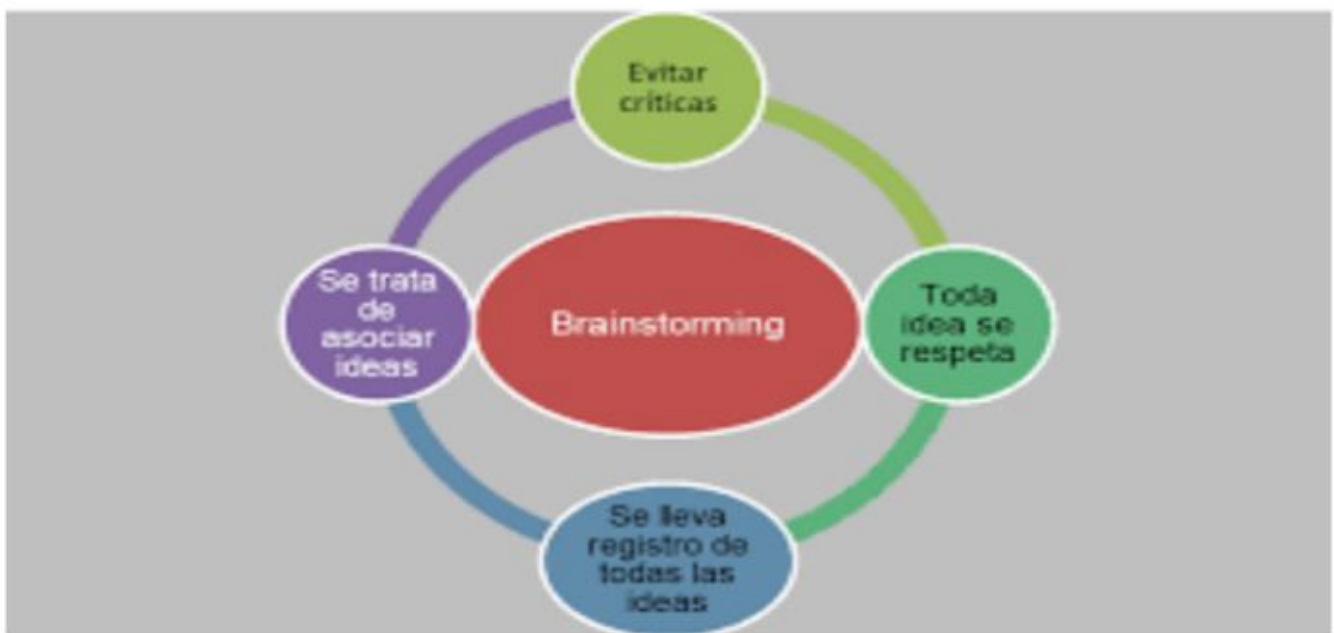 Evitar
críticas
Se trata
de
asociar
ideas
Brainstorming
Toda
idea se
respeta
Se lleva
registro de
todas las
ideas